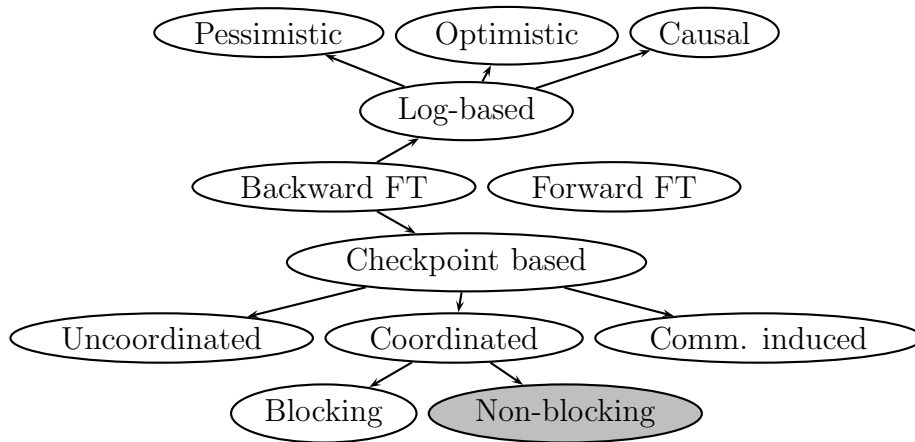 Pessimistic
Optimistic
Causal
Log-based
Backward FT
Forward FT
Checkpoint based
Uncoordinated
Coordinated
Comm. induced
Blocking
Non-blocking